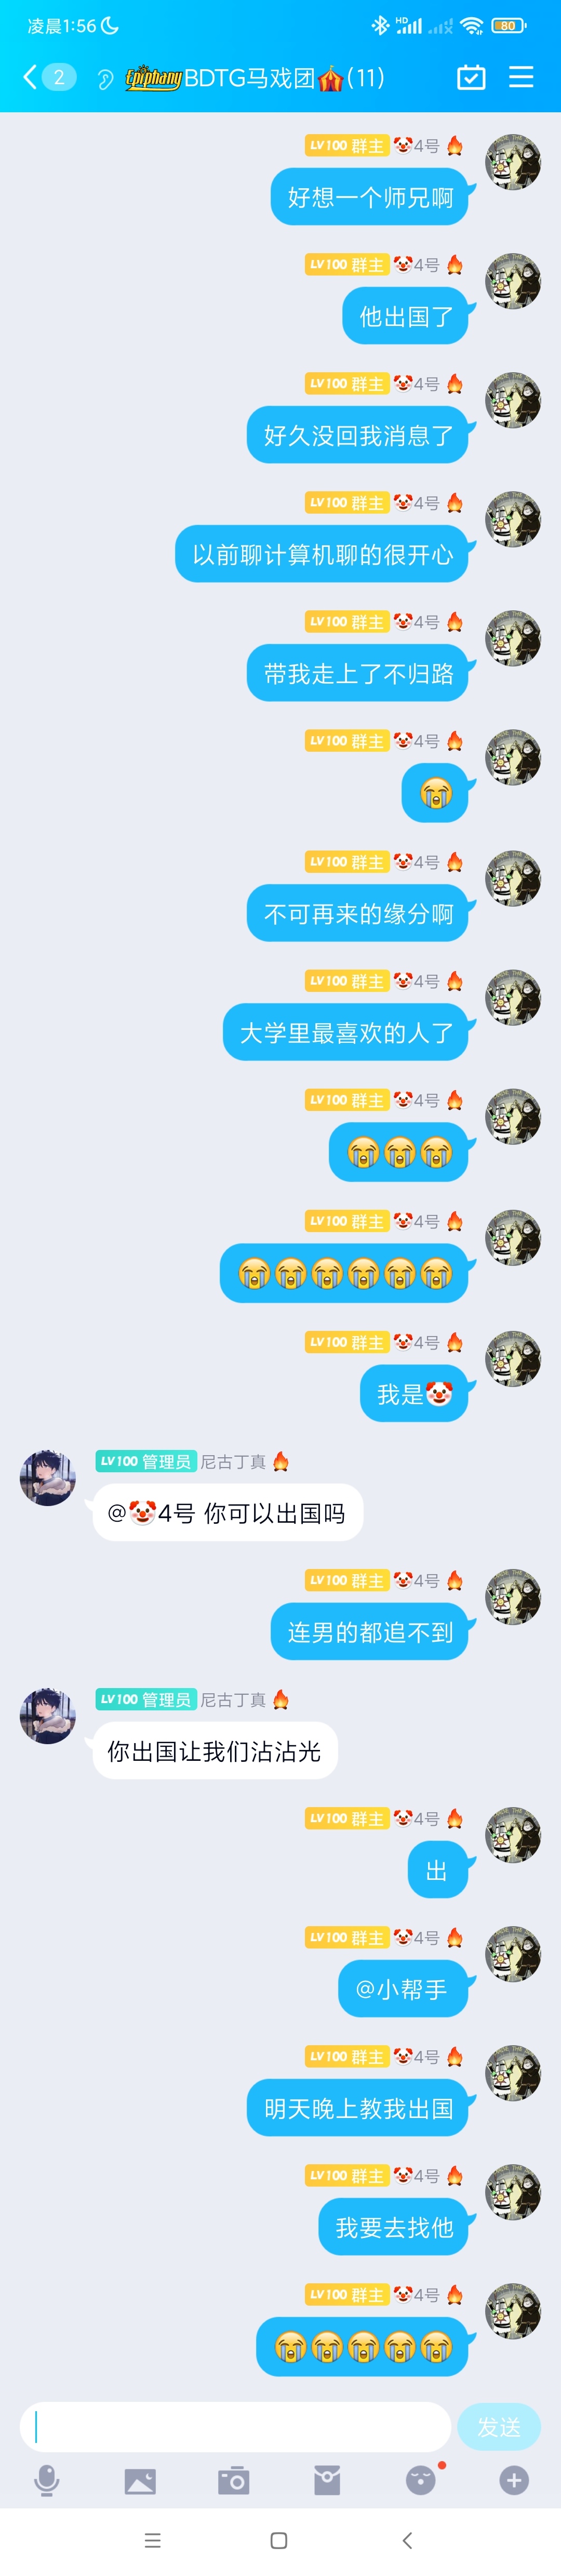 凌晨1:56
HD
80
2
Epiphany BDTG马戏团🎪(11)
LV100 群主 🤡4号 🔥
好想一个师兄啊
LV100 群主 🤡4号 🔥
他出国了
LV100 群主 🤡4号 🔥
好久没回我消息了
LV100 群主 🤡4号 🔥
以前聊计算机聊的很开心
LV100 群主 🤡4号 🔥
带我走上了不归路
LV100 群主 🤡4号 🔥
😭
LV100 群主 🤡4号 🔥
不可再来的缘分啊
LV100 群主 🤡4号 🔥
大学里最喜欢的人了
LV100 群主 🤡4号 🔥
😭😭😭
LV100 群主 🤡4号 🔥
😭😭😭😭😭😭
LV100 群主 🤡4号 🔥
我是🤡
LV100 管理员 尼古丁真 🔥
@🤡4号 你可以出国吗
LV100 群主 🤡4号 🔥
连男的都追不到
LV100 管理员 尼古丁真 🔥
你出国让我们沾沾光
LV100 群主 🤡4号 🔥
出
LV100 群主 🤡4号 🔥
@小帮手
LV100 群主 🤡4号 🔥
明天晚上教我出国
LV100 群主 🤡4号 🔥
我要去找他
LV100 群主 🤡4号 🔥
😭😭😭😭😭
发送